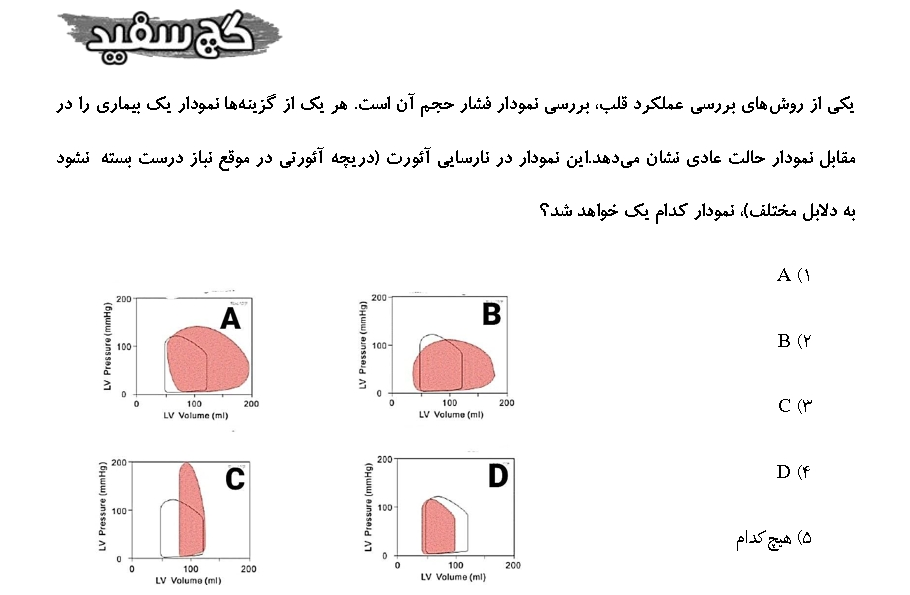 گچ سفید
یکی از روش‌های بررسی عملکرد قلب، بررسی نمودار فشار حجم آن است. هر یک از گزینه‌ها نمودار یک بیماری را در
مقابل نمودار حالت عادی نشان می‌دهد.این نمودار در نارسایی آئورت (دریچه آئورتی در موقع نیاز درست بسته نشود
به دلایل مختلف)، نمودار کدام یک خواهد شد؟
۱) A
۲) B
۳) C
۴) D
۵) هیچ‌کدام
A
LV Pressure (mmHg)
200
100
0
0 100 200
LV Volume (ml)
B
LV Pressure (mmHg)
200
100
0
0 100 200
LV Volume (ml)
C
LV Pressure (mmHg)
200
100
0
0 100 200
LV Volume (ml)
D
LV Pressure (mmHg)
200
100
0
0 100 200
LV Volume (ml)